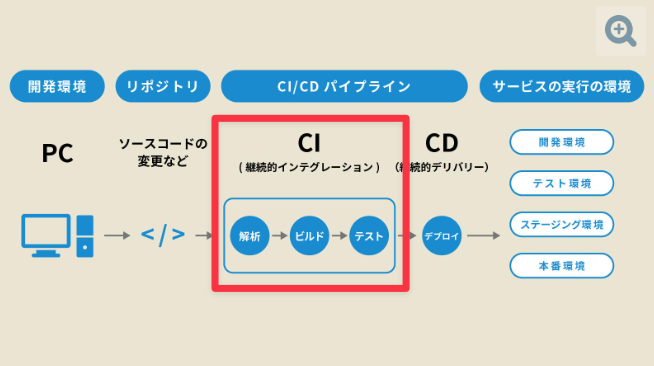 開発環境
リポジトリ
CI/CD パイプライン
サービスの実行の環境
PC
ソースコードの
変更など
CI
( 継続的インテグレーション )
CD
（継続的デリバリー）
</>
解析
ビルド
テスト
デプロイ
開発環境
テスト環境
ステージング環境
本番環境